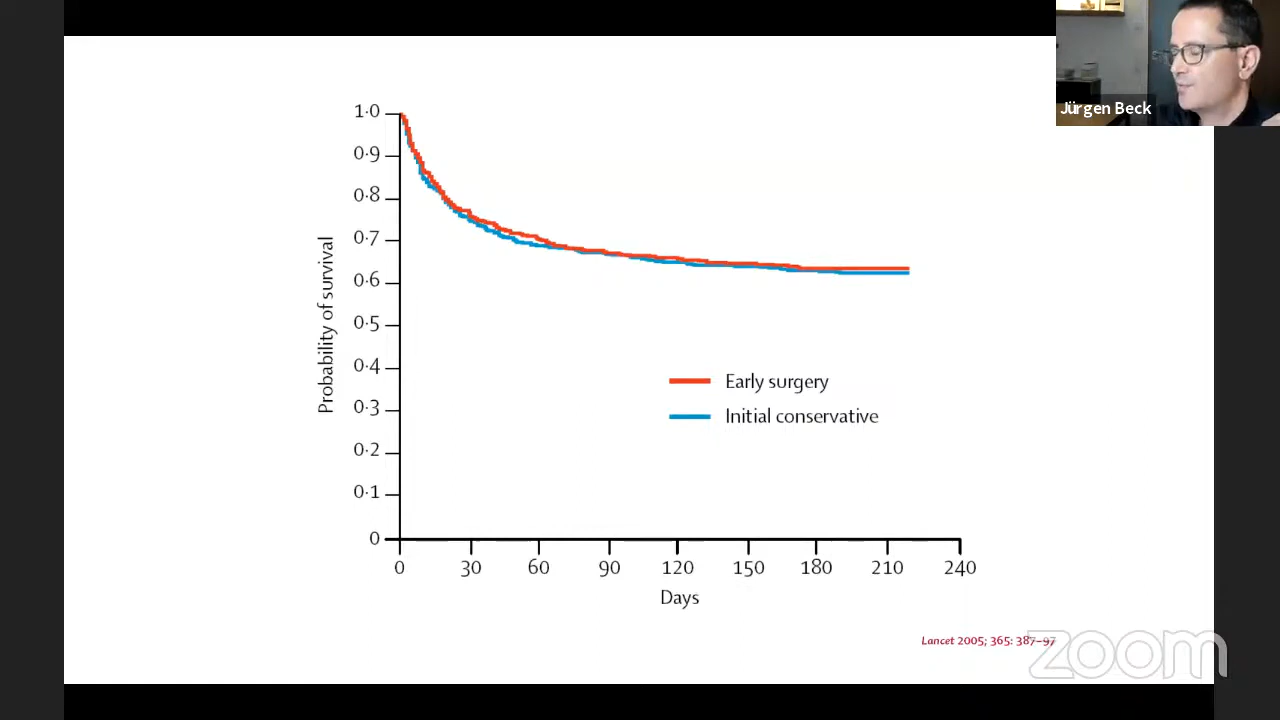 Jürgen Beck
1·0
0·9
0·8
0·7
0·6
0·5
0·4
0·3
0·2
0·1
0
Probability of survival
Early surgery
Initial conservative
0 30 60 90 120 150 180 210 240
Days
Lancet 2005; 365: 387–97
zoom